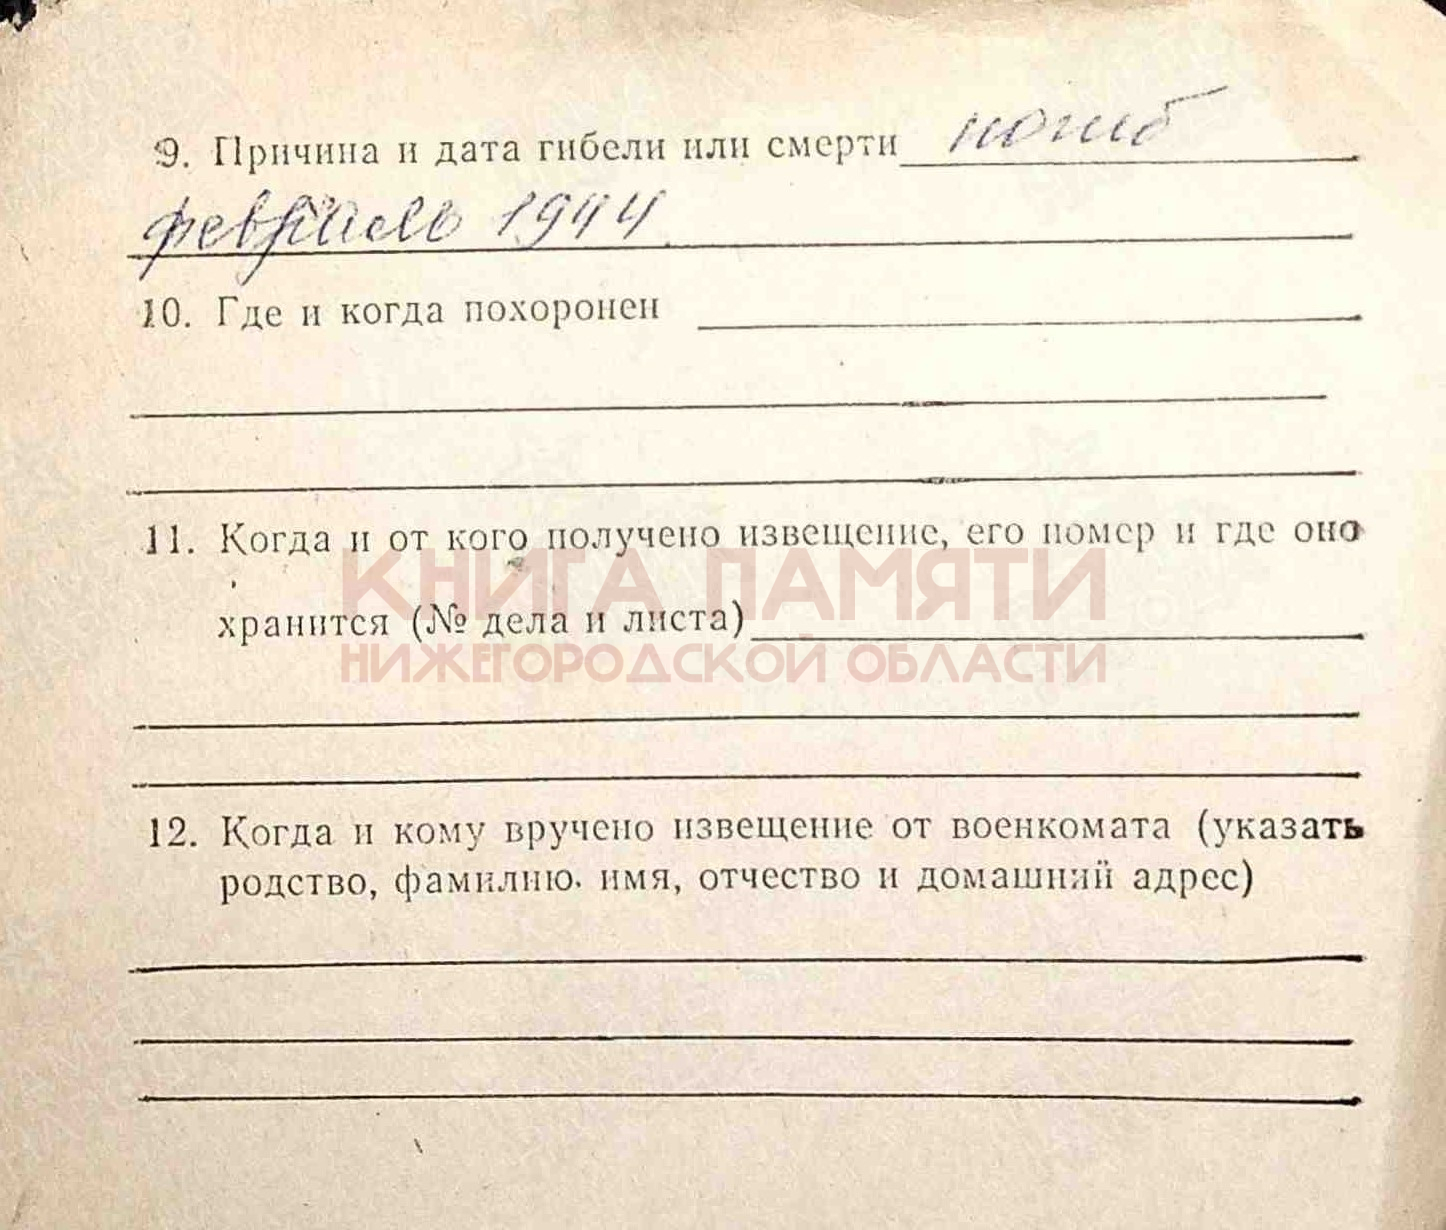 9. Причина и дата гибели или смерти погиб
февраль 1944
10. Где и когда похоронен
11. Когда и от кого получено извещение, его номер и где оно
КНИГА ПАМЯТИ
хранится (№ дела и листа)
НИЖЕГОРОДСКОЙ ОБЛАСТИ
12. Когда и кому вручено извещение от военкомата (указать
родство, фамилию, имя, отчество и домашний адрес)